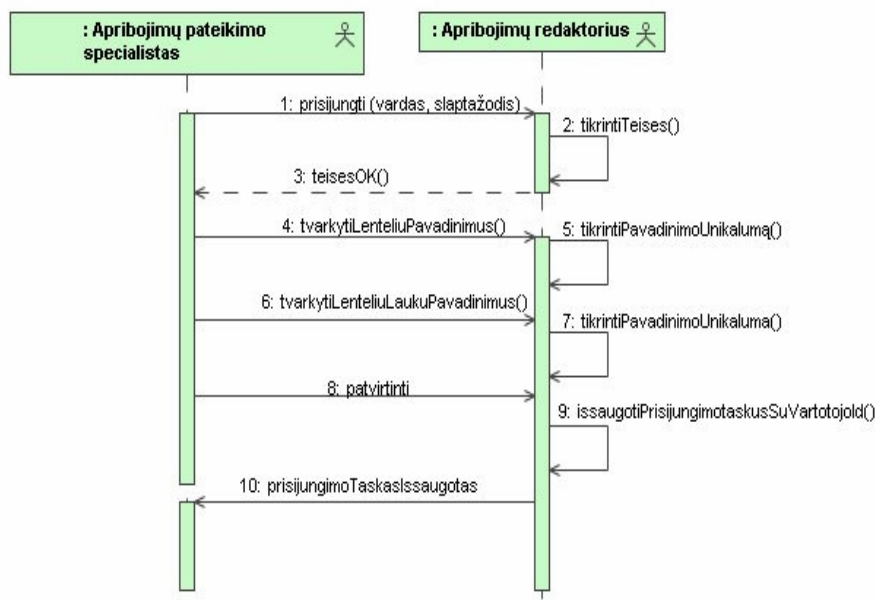 : Apribojimų pateikimo
specialistas
: Apribojimų redaktorius
1: prisijungti (vardas, slaptažodis)
2: tikrintiTeises()
3: teisesOK()
4: tvarkytiLenteliuPavadinimus()
5: tikrintiPavadinimoUnikalumą()
6: tvarkytiLenteliuLaukuPavadinimus()
7: tikrintiPavadinimoUnikaluma()
8: patvirtinti
9: issaugotiPrisijungimotaskusSuVartotojoId()
10: prisijungimoTaskasIssaugotas